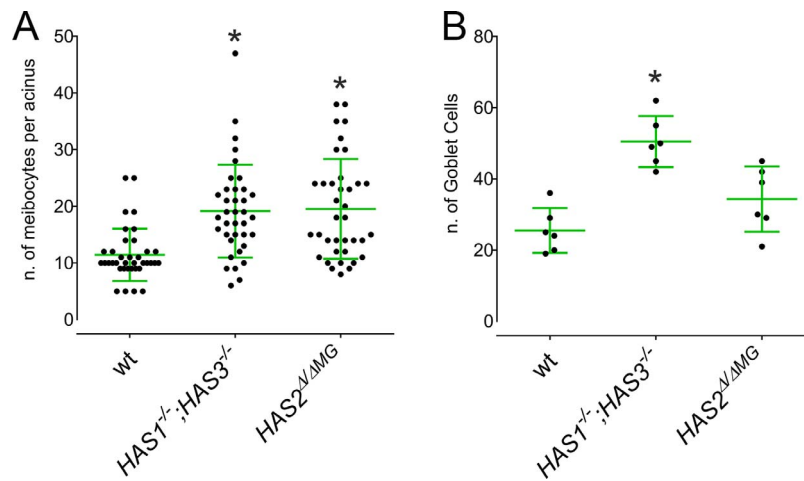 A
n. of meibocytes per acinus
50
40
30
20
10
0
*
*
wt
HAS1-/-;HAS3-/-
HAS2Δ/ΔMG
B
n. of Goblet Cells
80
60
40
20
0
*
wt
HAS1-/-;HAS3-/-
HAS2Δ/ΔMG